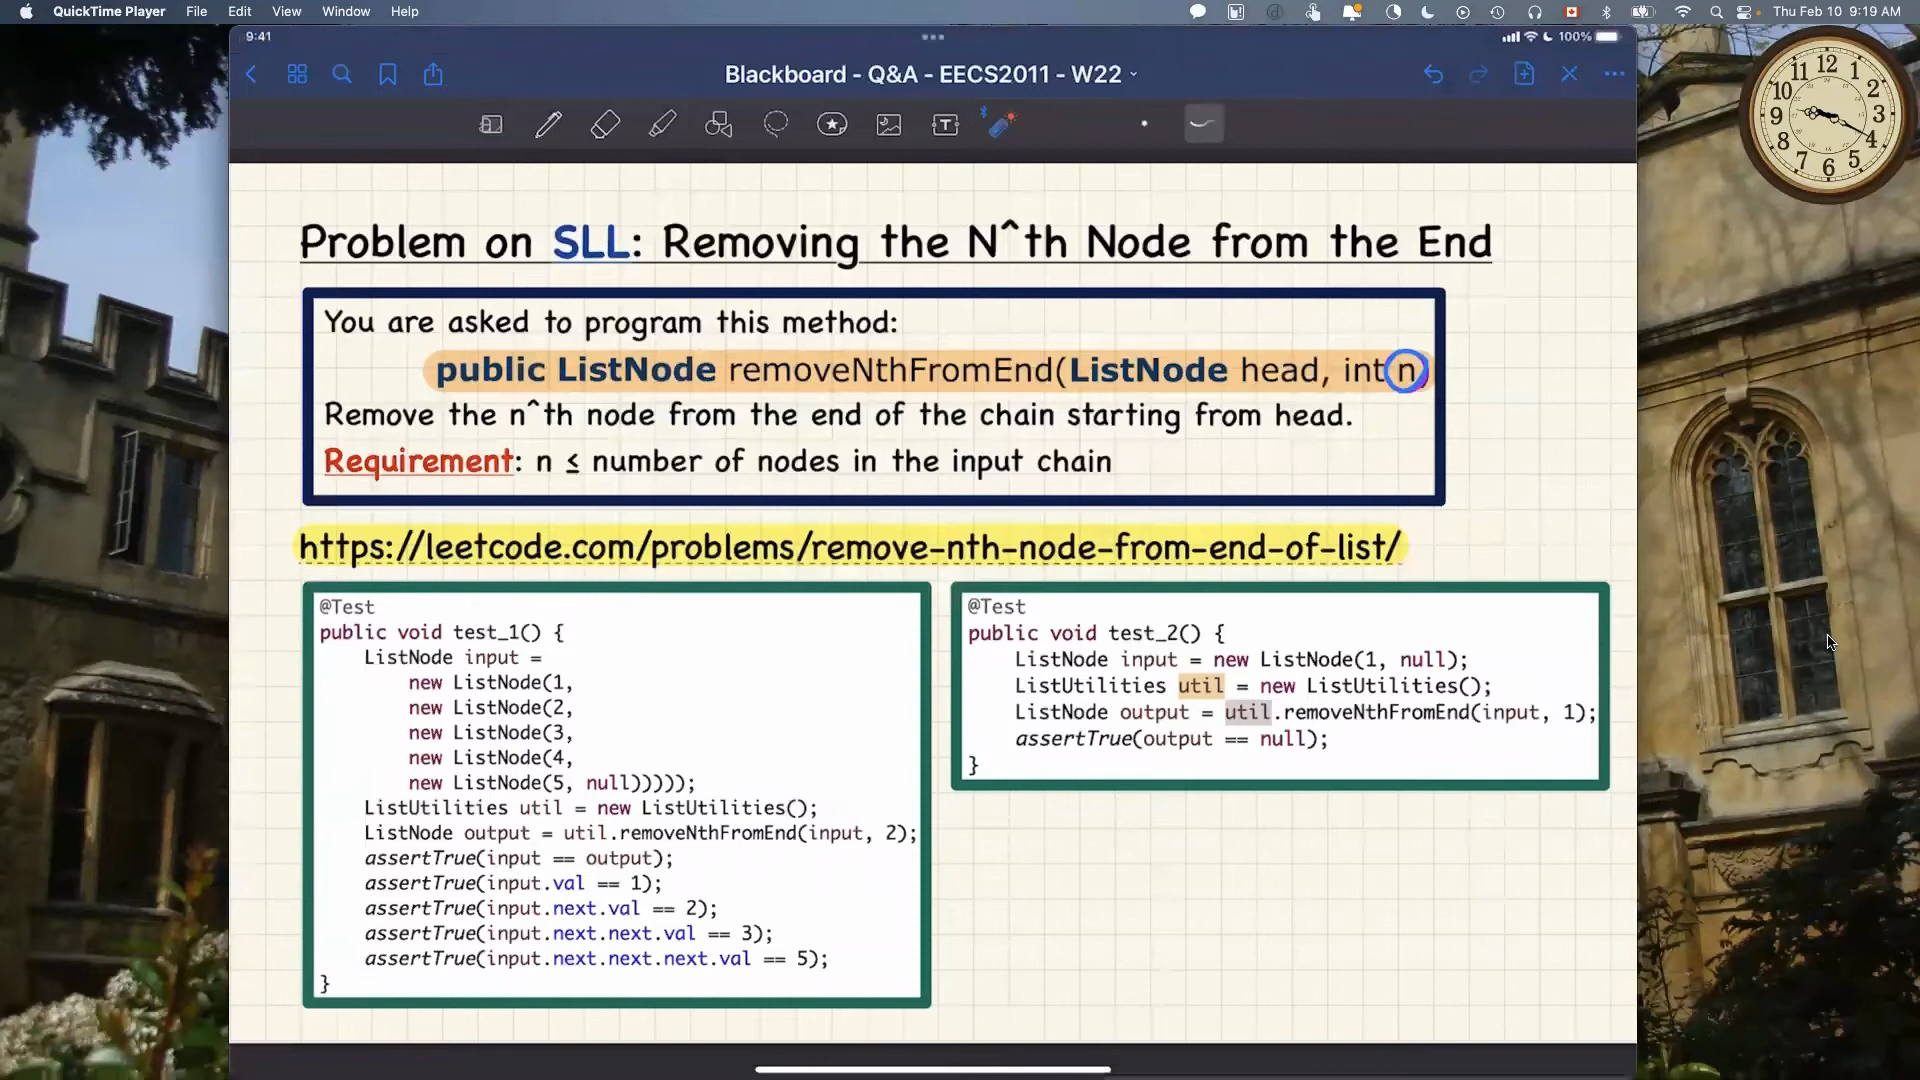 QuickTime Player File Edit View Window Help Thu Feb 10 9:19 AM
9:41 100%
Blackboard - Q&A - EECS2011 - W22
Problem on SLL: Removing the N^th Node from the End
You are asked to program this method:
public ListNode removeNthFromEnd(ListNode head, int n)
Remove the n^th node from the end of the chain starting from head.
Requirement: n ≤ number of nodes in the input chain
https://leetcode.com/problems/remove-nth-node-from-end-of-list/
@Test
public void test_1() {
ListNode input =
new ListNode(1,
new ListNode(2,
new ListNode(3,
new ListNode(4,
new ListNode(5, null)))));
ListUtilities util = new ListUtilities();
ListNode output = util.removeNthFromEnd(input, 2);
assertTrue(input == output);
assertTrue(input.val == 1);
assertTrue(input.next.val == 2);
assertTrue(input.next.next.val == 3);
assertTrue(input.next.next.next.val == 5);
}
@Test
public void test_2() {
ListNode input = new ListNode(1, null);
ListUtilities util = new ListUtilities();
ListNode output = util.removeNthFromEnd(input, 1);
assertTrue(output == null);
}
12
1
2
3
4
5
6
7
8
9
10
11